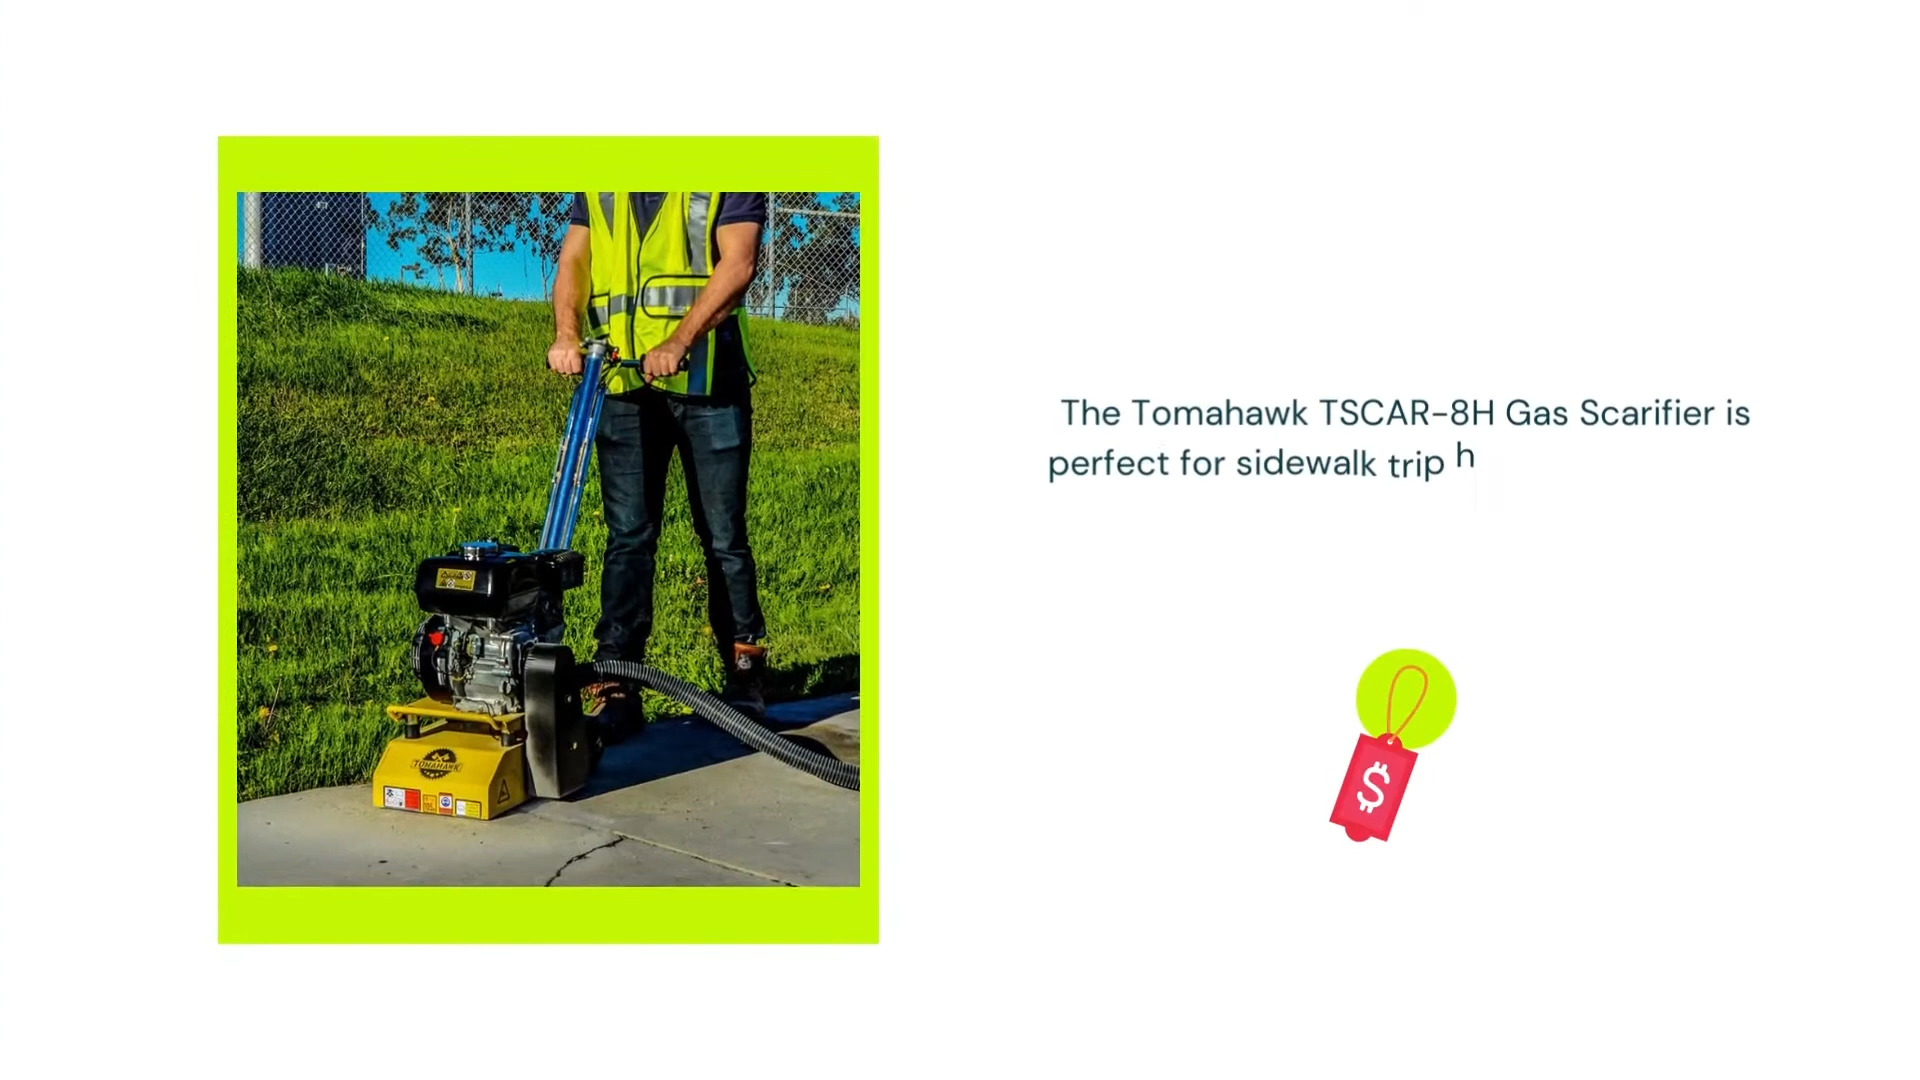 The Tomahawk TSCAR-8H Gas Scarifier is
perfect for sidewalk trip h
TOMAHAWK
$